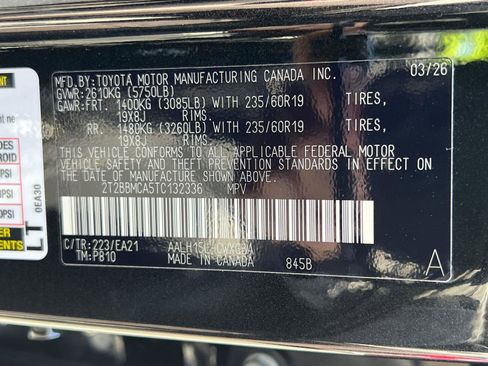 MFD.BY:TOYOTA MOTOR MANUFACTURING CANADA INC. 03/26
GVWR:2610KG (5750LB)
GAWR:FRT. 1400KG (3085LB) WITH 235/60R19 TIRES,
19X8J RIMS.
RR. 1480KG (3260LB) WITH 235/60R19 TIRES,
19X8J RIMS.
THIS VEHICLE CONFORMS TO ALL APPLICABLE FEDERAL MOTOR
VEHICLE SAFETY AND THEFT PREVENTION STANDARDS IN EFFECT ON
THE DATE OF MANUFACTURE SHOWN ABOVE.
2T2BBMCA5TC132336 MPV
C/TR:223/EA21
TM:P810
MADE IN CANADA 845B
A
0EA30
LT